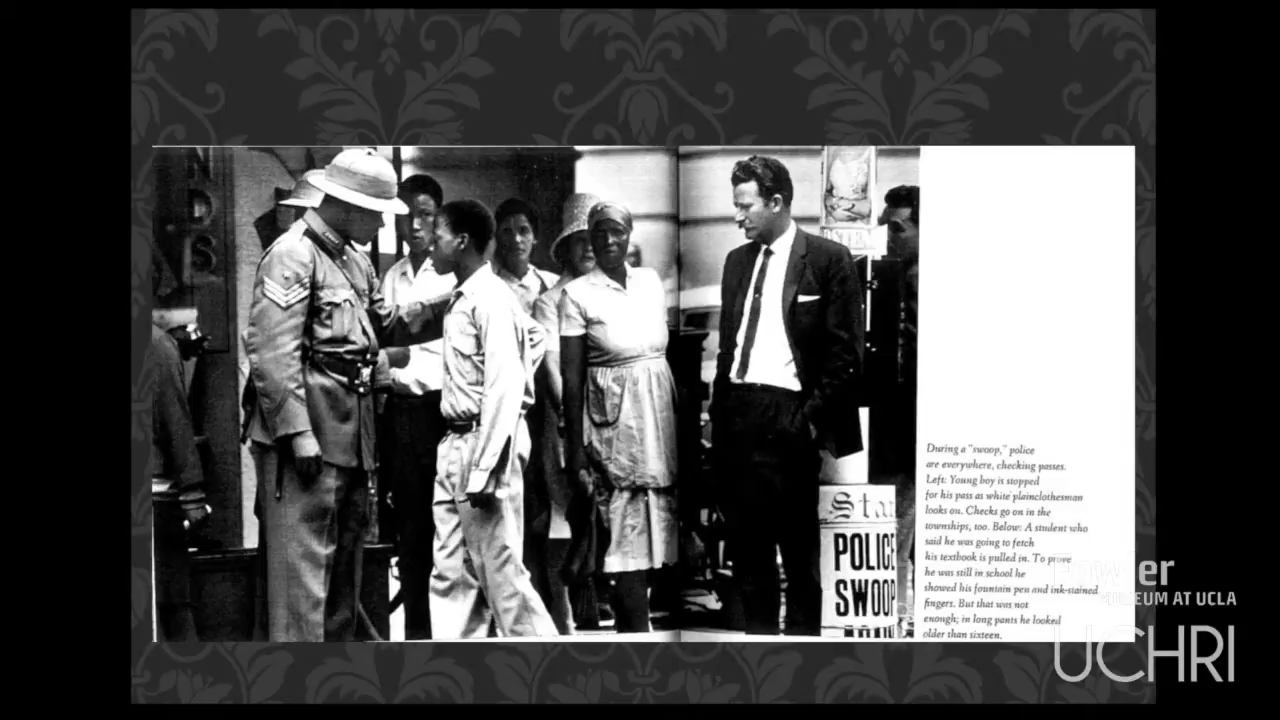 During a "swoop," police
are everywhere, checking passes.
Left: Young boy is stopped
for his pass as white plainclothesman
looks on. Checks go on in the
townships, too. Below: A student who
said he was going to fetch
his textbook is pulled in. To prove
he was still in school he
showed his fountain pen and ink-stained
fingers. But that was not
enough; in long pants he looked
older than sixteen.
Star
POLICE
SWOOP
Fowler
MUSEUM AT UCLA
UCHRI